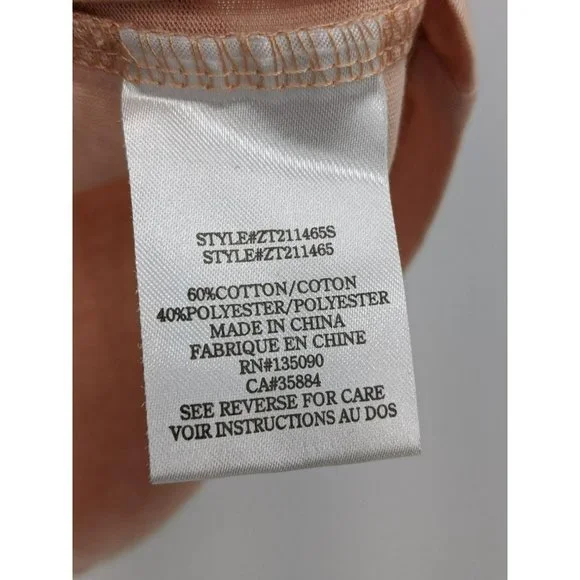 STYLE#ZT211465S
STYLE#ZT211465
60%COTTON/COTON
40%POLYESTER/POLYESTER
MADE IN CHINA
FABRIQUE EN CHINE
RN#135090
CA#35884
SEE REVERSE FOR CARE
VOIR INSTRUCTIONS AU DOS